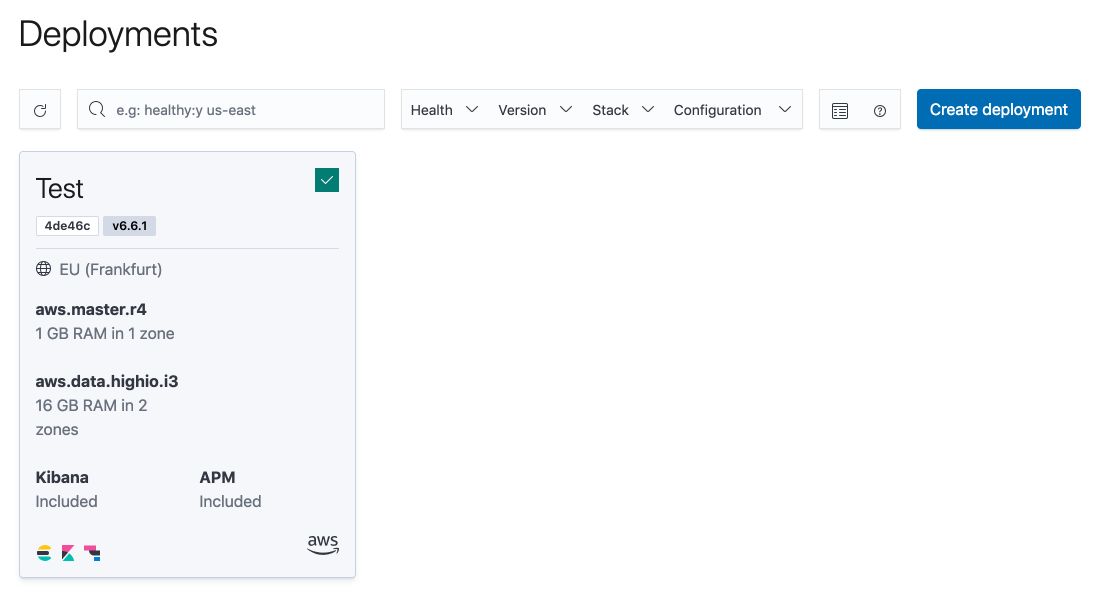 Deployments
e.g: healthy:y us-east
Health Version Stack Configuration
Create deployment
Test
4de46c v6.6.1
EU (Frankfurt)
aws.master.r4
1 GB RAM in 1 zone
aws.data.highio.i3
16 GB RAM in 2
zones
Kibana APM
Included Included
aws